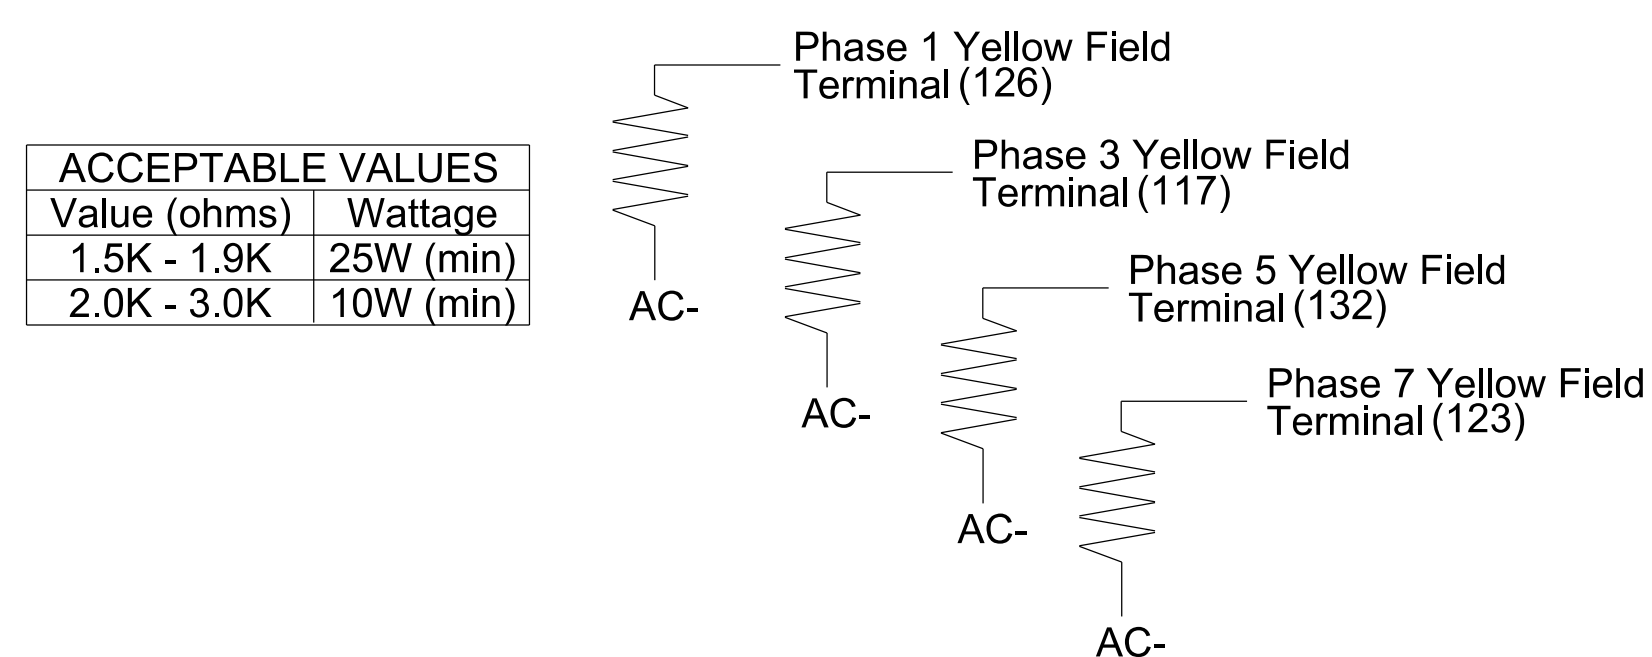 Phase 1 Yellow Field
Terminal (126)
ACCEPTABLE VALUES
Value (ohms) Wattage
1.5K - 1.9K 25W (min)
2.0K - 3.0K 10W (min)
AC-
Phase 3 Yellow Field
Terminal (117)
AC-
Phase 5 Yellow Field
Terminal (132)
AC-
Phase 7 Yellow Field
Terminal (123)
AC-